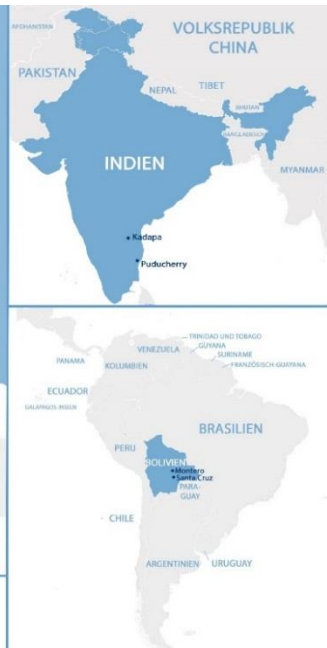 AFGHANISTAN
VOLKSREPUBLIK
CHINA
PAKISTAN
TIBET
NEPAL
BHUTAN
BANGLADESCH
INDIEN
MYANMAR
Kadapa
Puducherry
TRINIDAD UND TOBAGO
VENEZUELA
GUYANA
SURINAME
PANAMA
KOLUMBIEN
FRANZÖSISCH-GUAYANA
ECUADOR
GALAPAGOS-INSELN
BRASILIEN
PERU
BOLIVIEN
Montero
Santa Cruz
PARA-
GUAY
CHILE
ARGENTINIEN
URUGUAY